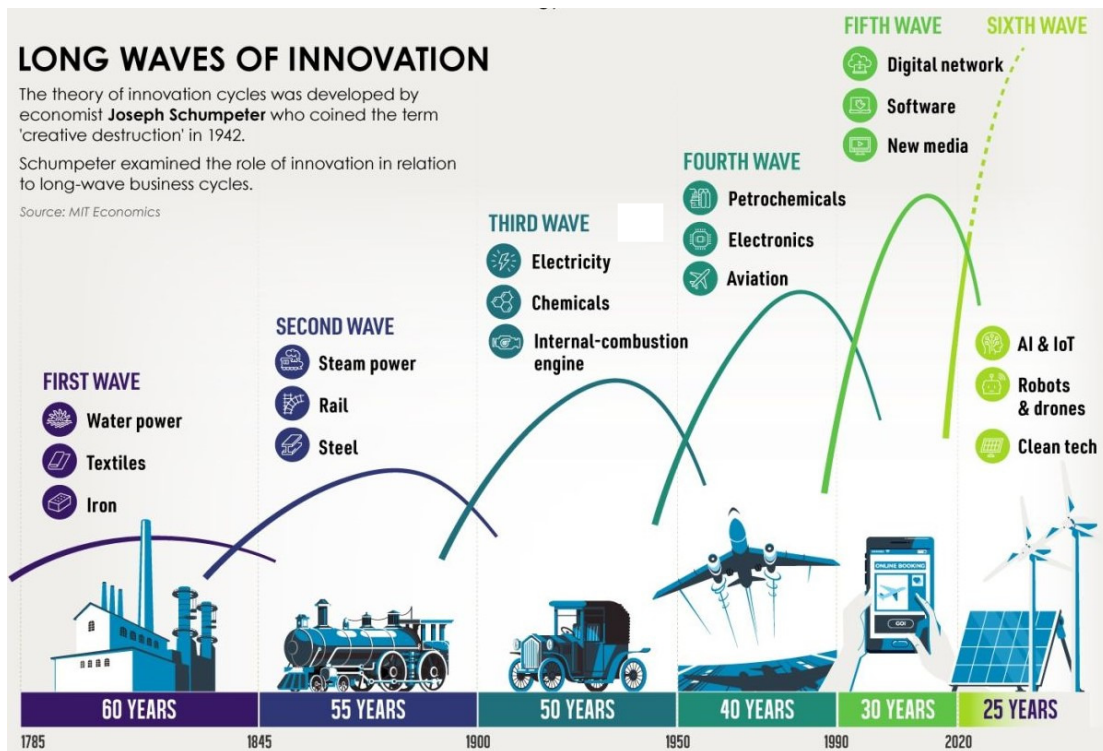 LONG WAVES OF INNOVATION
The theory of innovation cycles was developed by
economist Joseph Schumpeter who coined the term
'creative destruction' in 1942.
Schumpeter examined the role of innovation in relation
to long-wave business cycles.
Source: MIT Economics
FIRST WAVE
Water power
Textiles
Iron
SECOND WAVE
Steam power
Rail
Steel
THIRD WAVE
Electricity
Chemicals
Internal-combustion
engine
FOURTH WAVE
Petrochemicals
Electronics
Aviation
FIFTH WAVE
Digital network
Software
New media
SIXTH WAVE
AI & IoT
Robots
& drones
Clean tech
ONLINE BOOKING
GO!
60 YEARS
55 YEARS
50 YEARS
40 YEARS
30 YEARS
25 YEARS
1785
1845
1900
1950
1990
2020